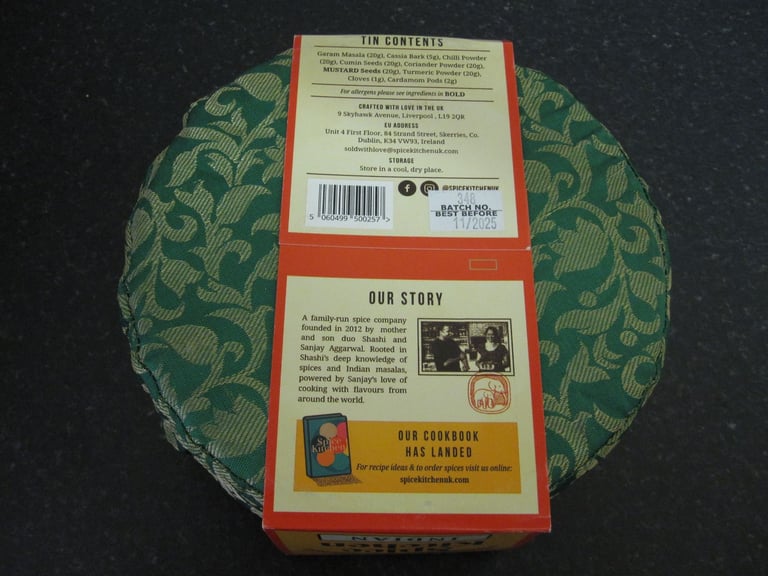 TIN CONTENTS
Garam Masala (20g), Cassia Bark (5g), Chilli Powder
(20g), Cumin Seeds (20g), Coriander Powder (20g),
MUSTARD Seeds (20g), Turmeric Powder (20g),
Cloves (1g), Cardamom Pods (2g)
For allergens please see ingredients in BOLD
CRAFTED WITH LOVE IN THE UK
9 Skyhawk Avenue, Liverpool , L19 2QR
EU ADDRESS
Unit 4 First Floor, 84 Strand Street, Skerries, Co.
Dublin, K34 VW93, Ireland
soldwithlove@spicekitchenuk.com
STORAGE
Store in a cool, dry place.
@SPICEKITCHENUK
5 060499 500257 >
348
BATCH NO.
BEST BEFORE
11/2025
OUR STORY
A family-run spice company
founded in 2012 by mother
and son duo Shashi and
Sanjay Aggarwal. Rooted in
Shashi's deep knowledge of
spices and Indian masalas,
powered by Sanjay's love of
cooking with flavours from
around the world.
Spice
Kitchen
OUR COOKBOOK
HAS LANDED
For recipe ideas & to order spices visit us online:
spicekitchenuk.com
INDIAN
Spice
Kitchen